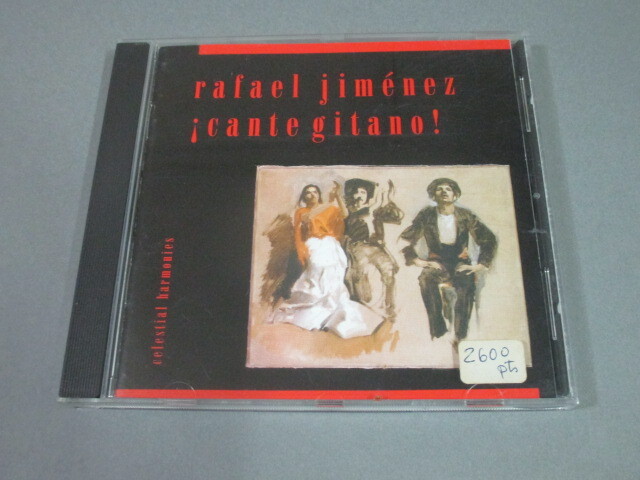 rafael jiménez
¡cante gitano!
celestial harmonies
2600
pts